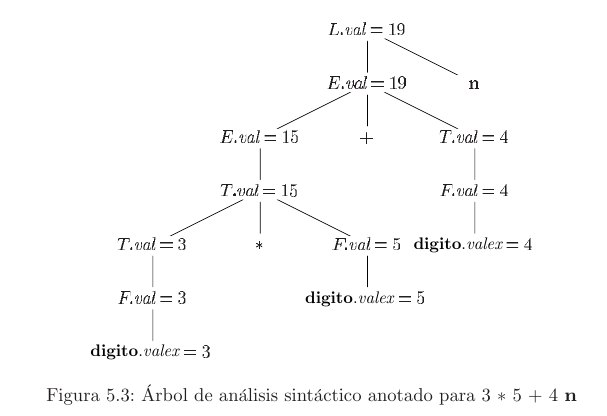 L.val = 19
E.val = 19 n
E.val = 15 + T.val = 4
T.val = 15 F.val = 4
T.val = 3 * F.val = 5 digito.valex = 4
F.val = 3 digito.valex = 5
digito.valex = 3
Figura 5.3: Árbol de análisis sintáctico anotado para 3 * 5 + 4 n